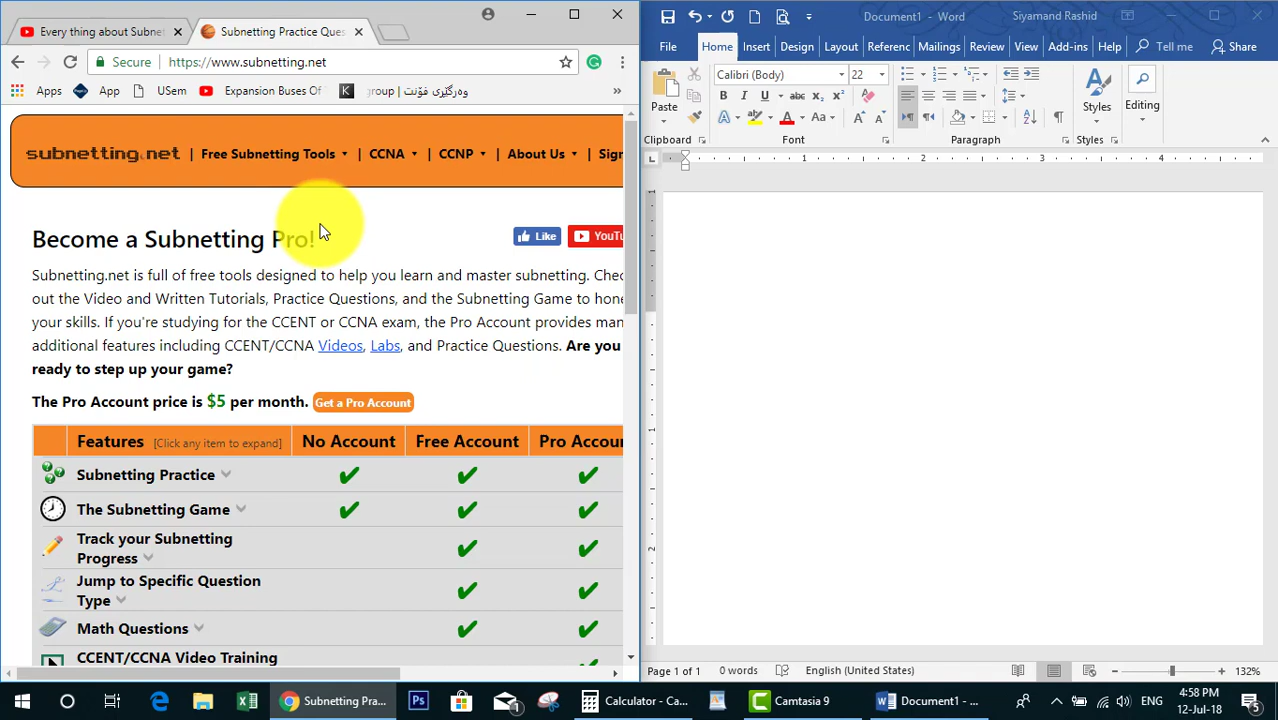 Every thing about Subnet
Subnetting Practice Ques
Secure
https://www.subnetting.net
Apps
App
USem
Expansion Buses Of
group | وەرگێڕی فۆنت
subnetting.net
Free Subnetting Tools
CCNA
CCNP
About Us
Sign
Become a Subnetting Pro!
Like
YouTu
Subnetting.net is full of free tools designed to help you learn and master subnetting. Chec
out the Video and Written Tutorials, Practice Questions, and the Subnetting Game to hone
your skills. If you're studying for the CCENT or CCNA exam, the Pro Account provides man
additional features including CCENT/CCNA Videos, Labs, and Practice Questions. Are you
ready to step up your game?
The Pro Account price is $5 per month.
Get a Pro Account
Features [Click any item to expand] No Account Free Account Pro Accoun
Subnetting Practice
The Subnetting Game
Track your Subnetting
Progress
Jump to Specific Question
Type
Math Questions
CCENT/CCNA Video Training
Document1 - Word
Siyamand Rashid
File
Home
Insert
Design
Layout
Referenc
Mailings
Review
View
Add-ins
Help
Tell me
Share
Paste
Calibri (Body)
22
Styles
Editing
Clipboard
Font
Paragraph
Styles
1 2 3 4
Page 1 of 1
0 words
English (United States)
132%
Subnetting Pra...
Calculator - Ca...
Camtasia 9
Document1 - ...
ENG
4:58 PM
12-Jul-18